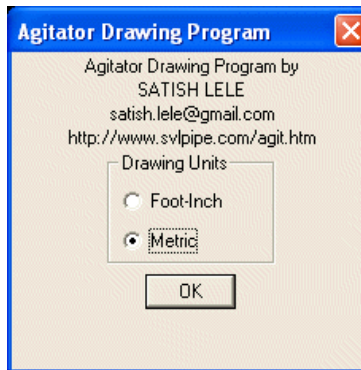 Agitator Drawing Program
Agitator Drawing Program by
SATISH LELE
satish.lele@gmail.com
http://www.svlpipe.com/agit.htm
Drawing Units
Foot-Inch
Metric
OK